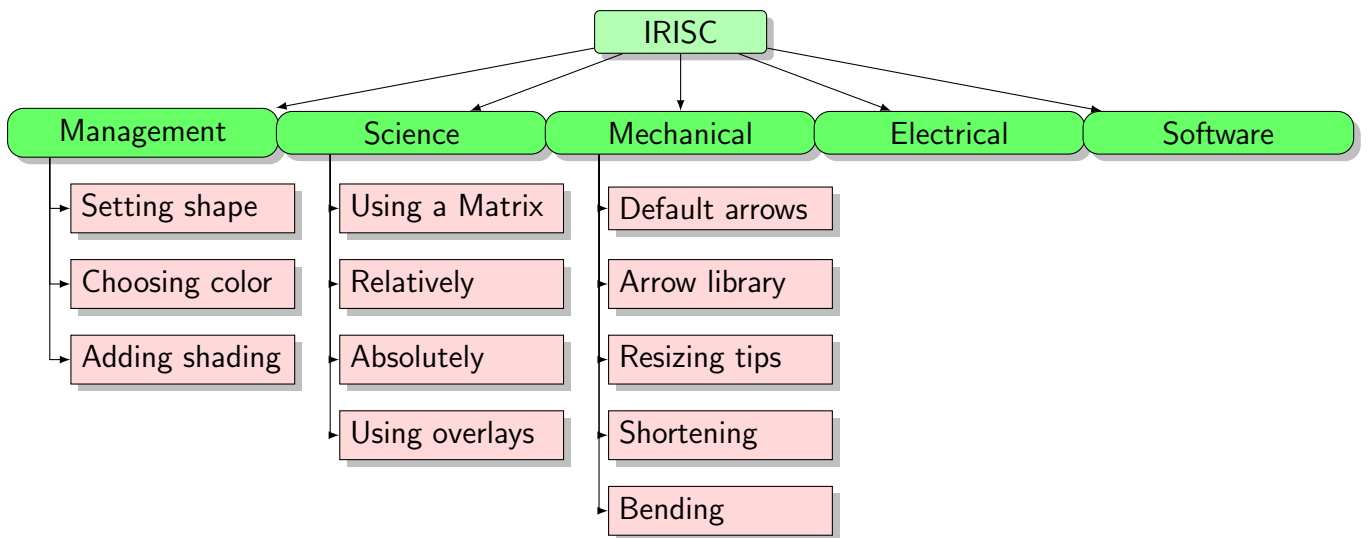 IRISC
Management
Science
Mechanical
Electrical
Software
Setting shape
Choosing color
Adding shading
Using a Matrix
Relatively
Absolutely
Using overlays
Default arrows
Arrow library
Resizing tips
Shortening
Bending